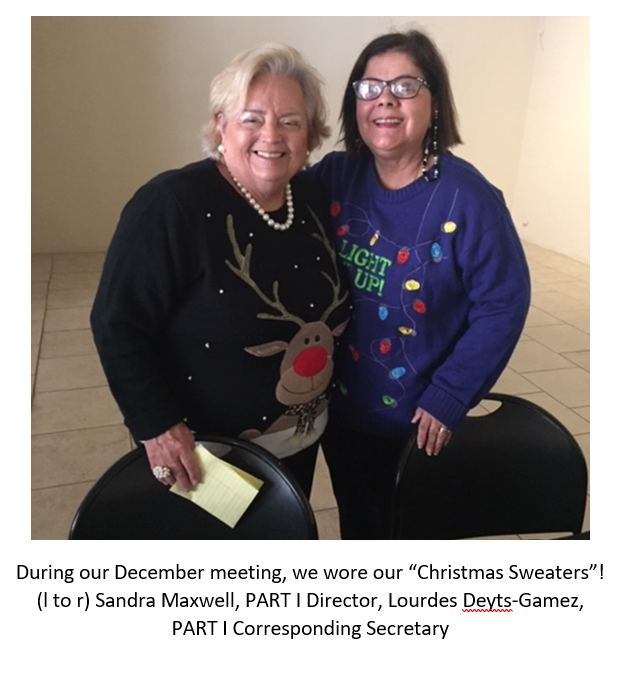 LIGHT
IT UP!
During our December meeting, we wore our “Christmas Sweaters”!
(l to r) Sandra Maxwell, PART I Director, Lourdes Deyts-Gamez,
PART I Corresponding Secretary